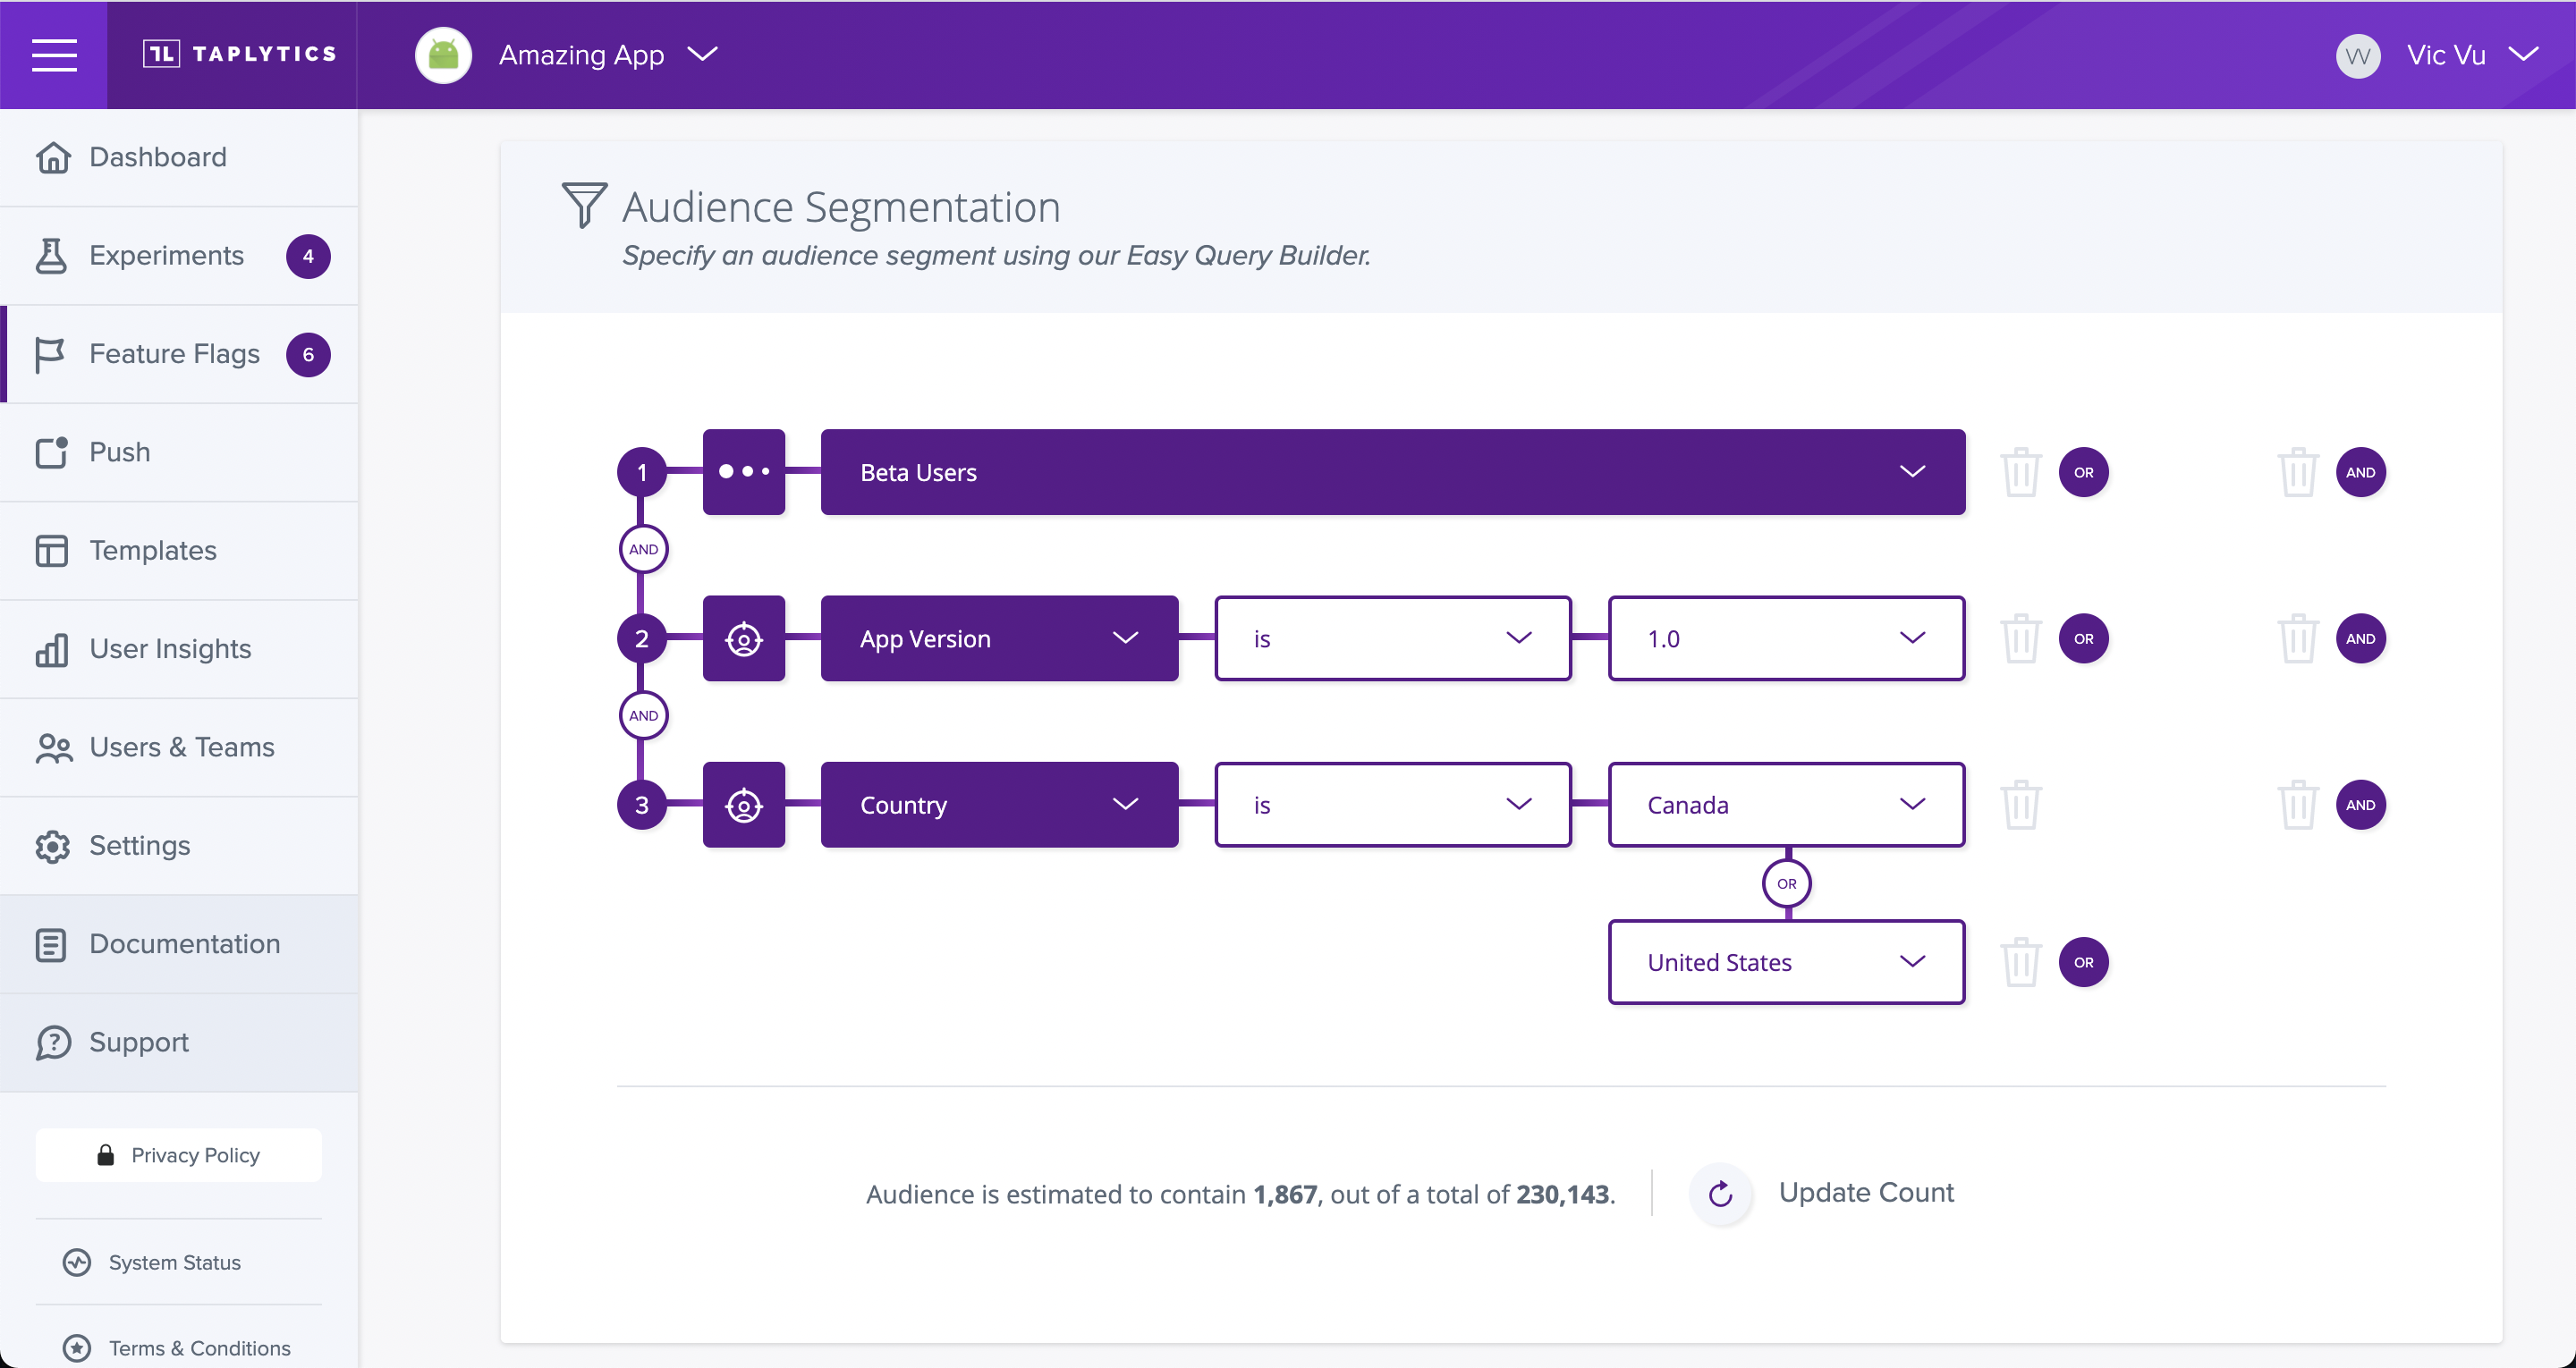 TL TAPLYTICS
Amazing App
Vic Vu
Dashboard
Experiments 4
Feature Flags 6
Push
Templates
User Insights
Users & Teams
Settings
Documentation
Support
Privacy Policy
System Status
Terms & Conditions
Audience Segmentation
Specify an audience segment using our Easy Query Builder.
1 Beta Users OR AND
AND
2 App Version is 1.0 OR AND
AND
3 Country is Canada AND
OR
United States OR
Audience is estimated to contain 1,867, out of a total of 230,143. Update Count